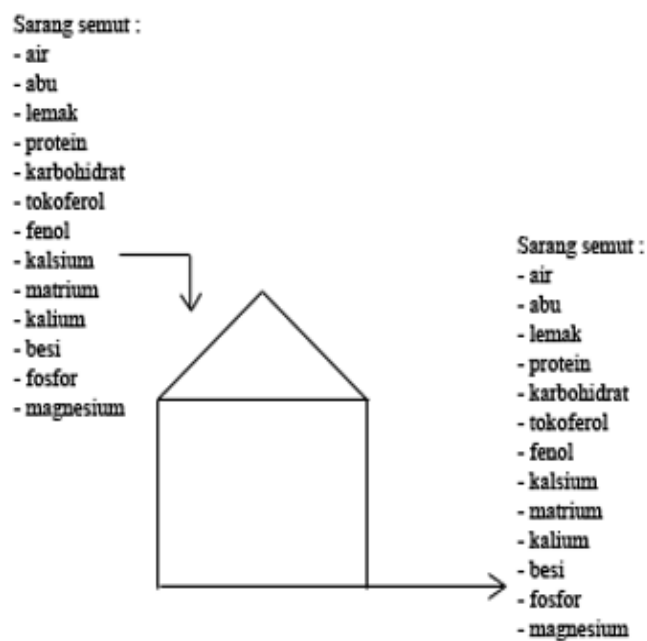 Sarang semut :
- air
- abu
- lemak
- protein
- karbohidrat
- tokoferol
- fenol
- kalsium
- matrium
- kalium
- besi
- fosfor
- magnesium
Sarang semut :
- air
- abu
- lemak
- protein
- karbohidrat
- tokoferol
- fenol
- kalsium
- matrium
- kalium
- besi
- fosfor
- magnesium